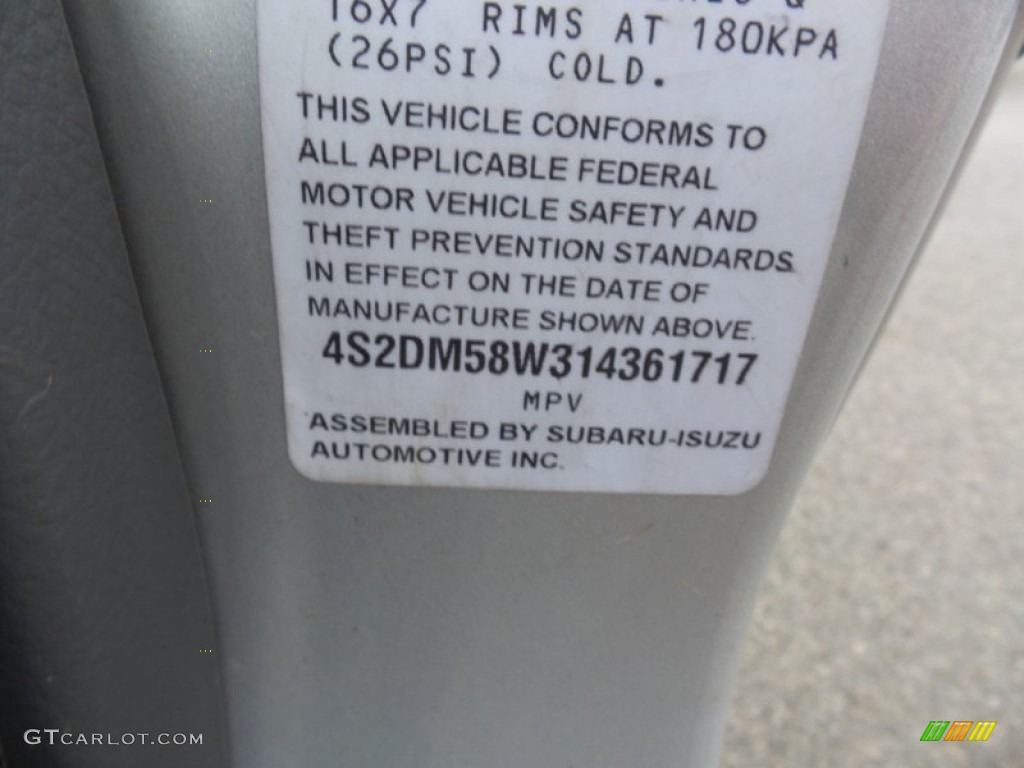 16X7 RIMS AT 180KPA
(26PSI) COLD.
THIS VEHICLE CONFORMS TO
ALL APPLICABLE FEDERAL
MOTOR VEHICLE SAFETY AND
THEFT PREVENTION STANDARDS
IN EFFECT ON THE DATE OF
MANUFACTURE SHOWN ABOVE.
4S2DM58W314361717
MPV
ASSEMBLED BY SUBARU-ISUZU
AUTOMOTIVE INC.
GTCARLOT.COM